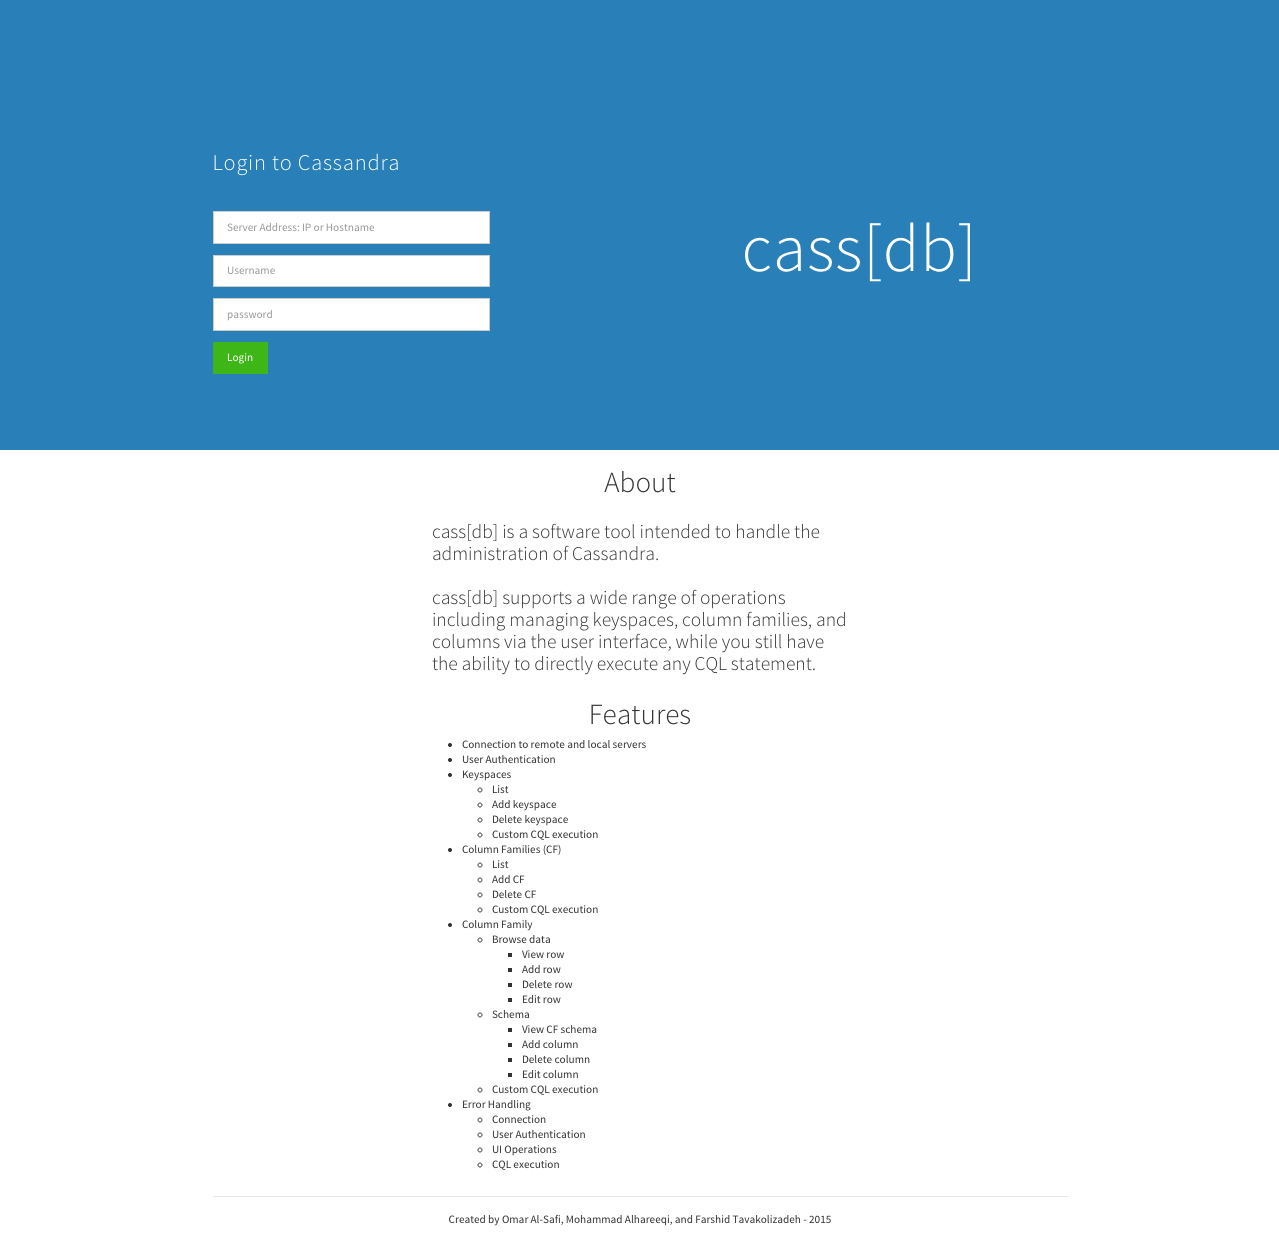 Login to Cassandra
Server Address: IP or Hostname
Username
password
Login
cass[db]
About
cass[db] is a software tool intended to handle the
administration of Cassandra.
cass[db] supports a wide range of operations
including managing keyspaces, column families, and
columns via the user interface, while you still have
the ability to directly execute any CQL statement.
Features
Connection to remote and local servers
User Authentication
Keyspaces
List
Add keyspace
Delete keyspace
Custom CQL execution
Column Families (CF)
List
Add CF
Delete CF
Custom CQL execution
Column Family
Browse data
View row
Add row
Delete row
Edit row
Schema
View CF schema
Add column
Delete column
Edit column
Custom CQL execution
Error Handling
Connection
User Authentication
UI Operations
CQL execution
Created by Omar Al-Safi, Mohammad Alhareeqi, and Farshid Tavakolizadeh - 2015